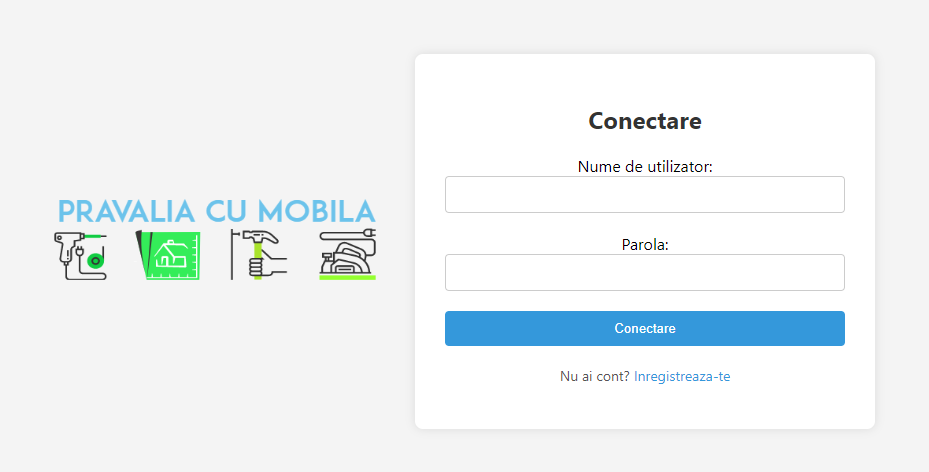 PRAVALIA CU MOBILA
Conectare
Nume de utilizator:
Parola:
Conectare
Nu ai cont? Inregistreaza-te